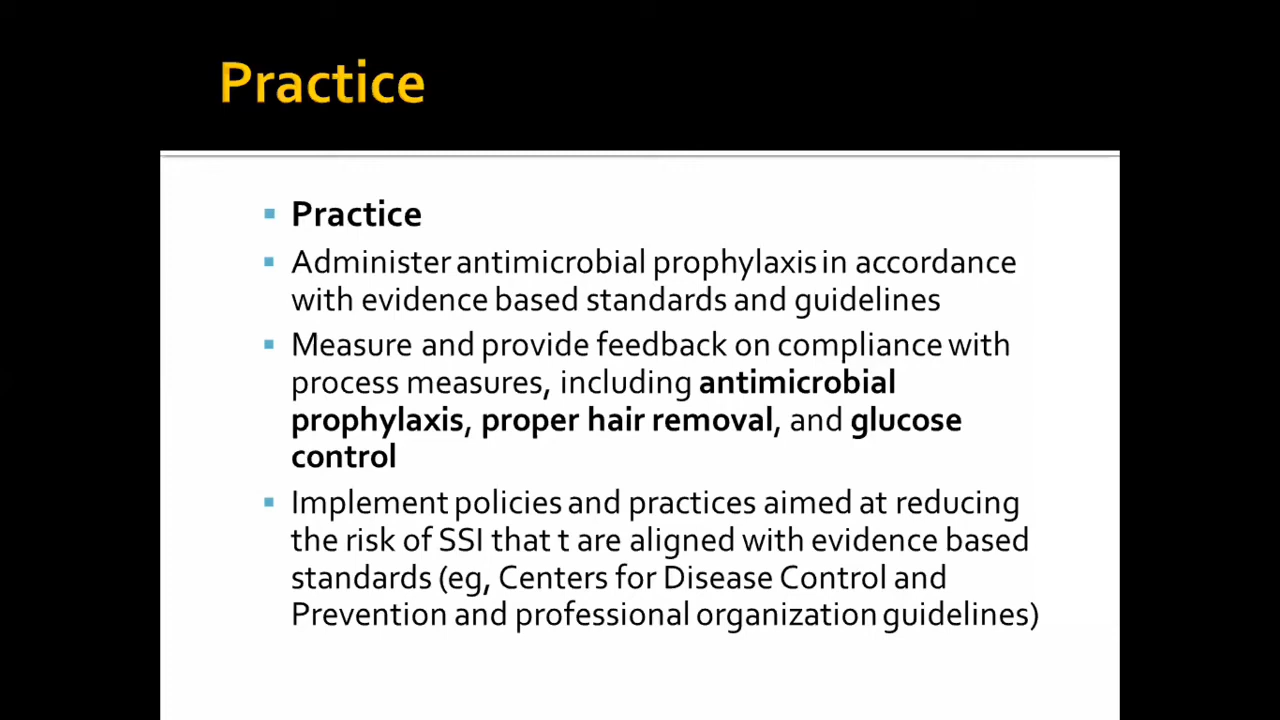 Practice
Practice
Administer antimicrobial prophylaxis in accordance
with evidence based standards and guidelines
Measure and provide feedback on compliance with
process measures, including antimicrobial
prophylaxis, proper hair removal, and glucose
control
Implement policies and practices aimed at reducing
the risk of SSI that t are aligned with evidence based
standards (eg, Centers for Disease Control and
Prevention and professional organization guidelines)